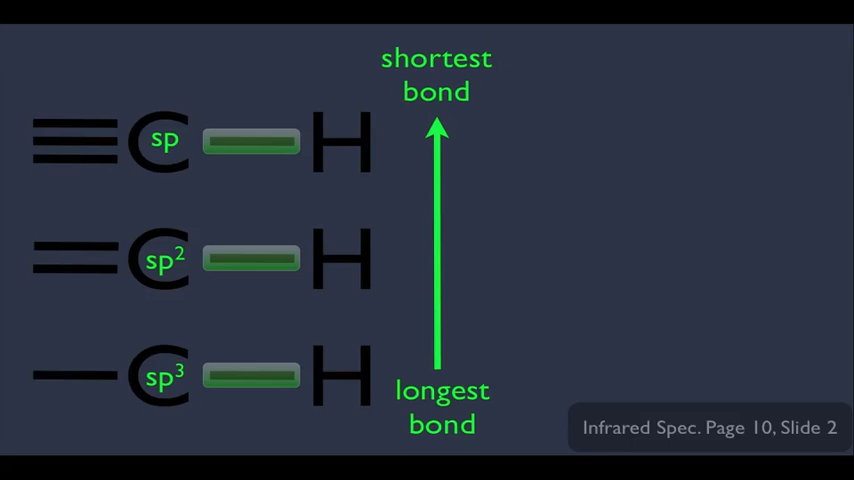 shortest
bond
≡C sp — H
=C sp² — H
—C sp³ — H
longest
bond
Infrared Spec. Page 10, Slide 2